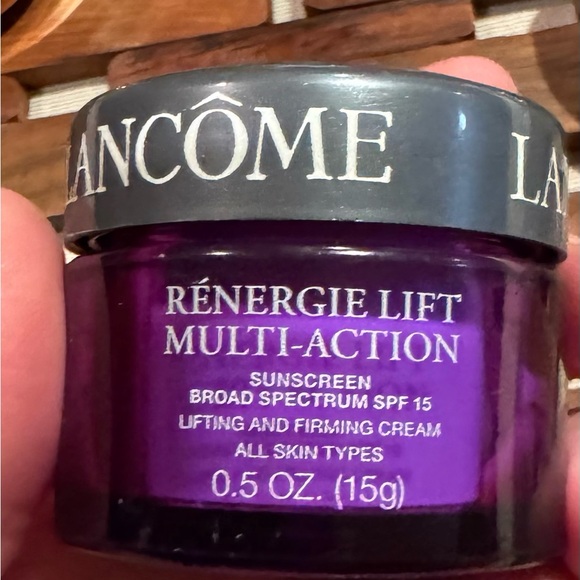 LANCÔME LA
RÉNERGIE LIFT
MULTI-ACTION
SUNSCREEN
BROAD SPECTRUM SPF 15
LIFTING AND FIRMING CREAM
ALL SKIN TYPES
0.5 OZ. (15g)